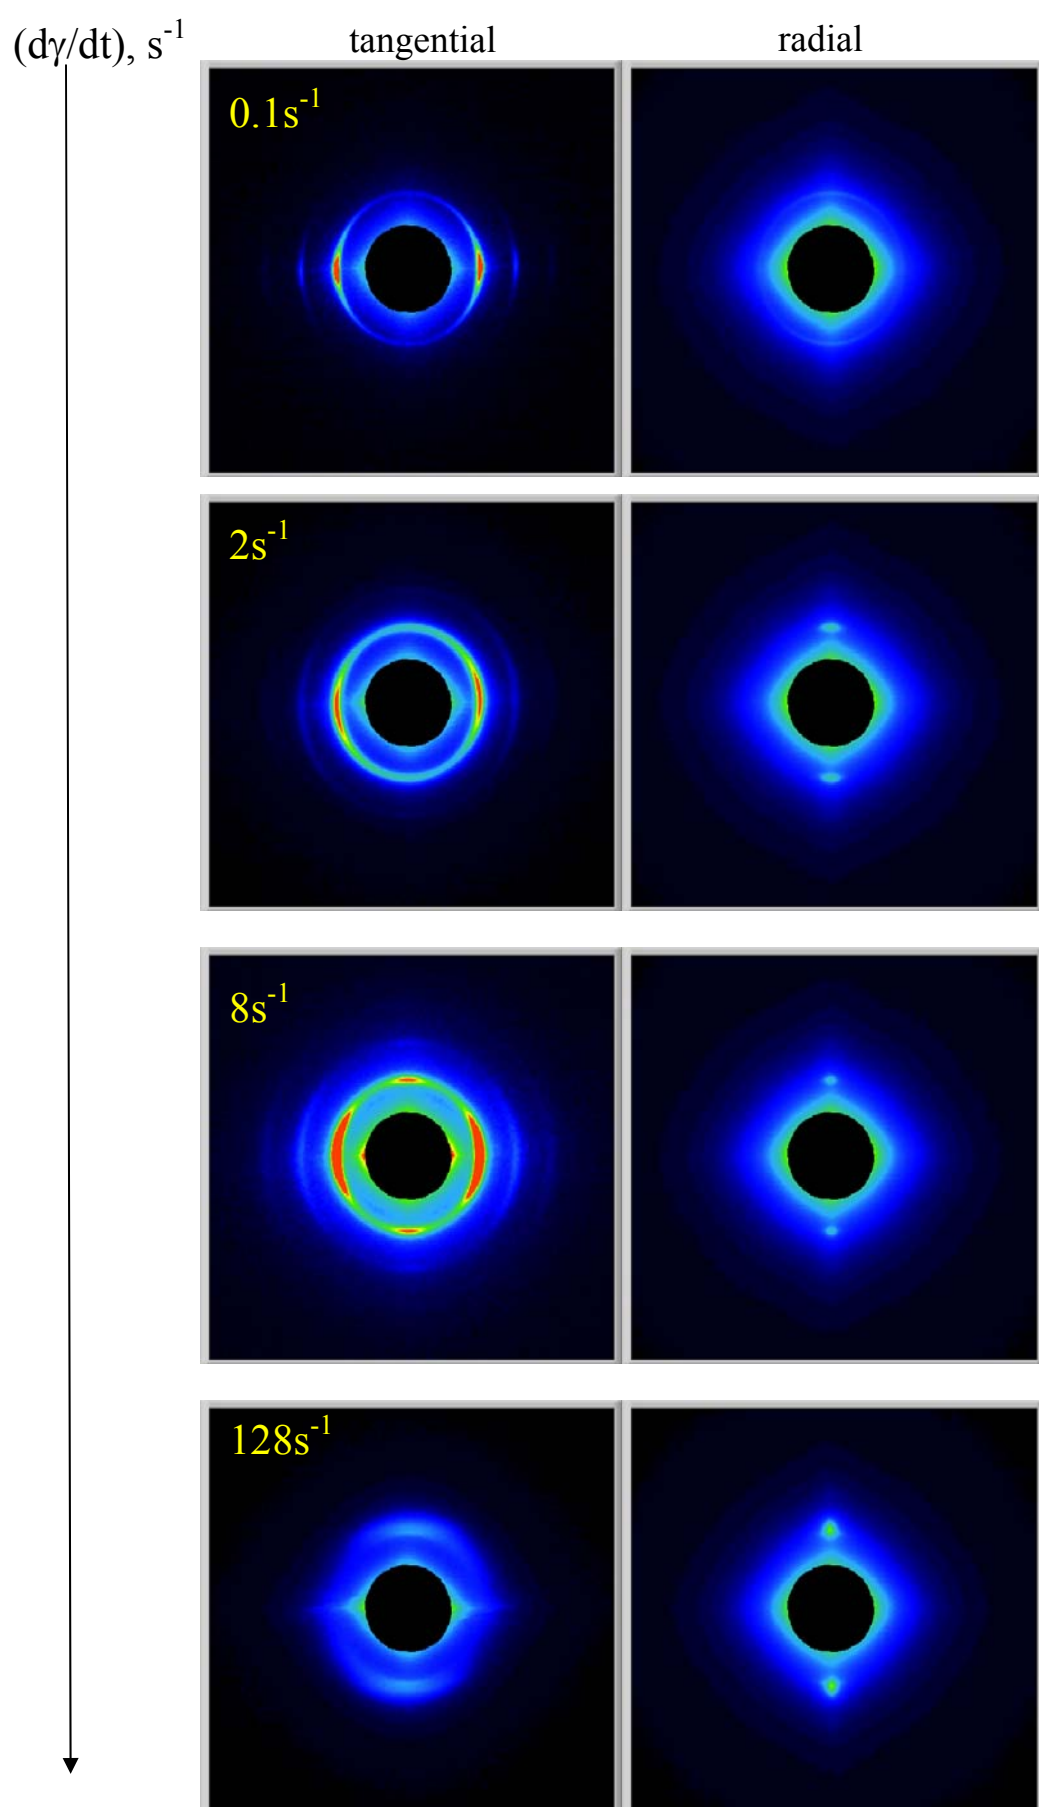 (dγ/dt), s⁻¹ tangential radial
0.1s⁻¹
2s⁻¹
8s⁻¹
128s⁻¹